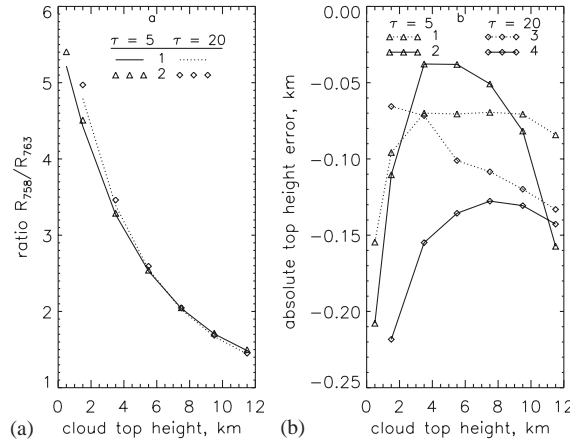 a
τ = 5 τ = 20
1
2
ratio R758/R763
6
5
4
3
2
1
0 2 4 6 8 10 12
cloud top height, km
(a)
b
τ = 5 τ = 20
1 3
2 4
absolute top height error, km
0.00
−0.05
−0.10
−0.15
−0.20
−0.25
0 2 4 6 8 10 12
cloud top height, km
(b)